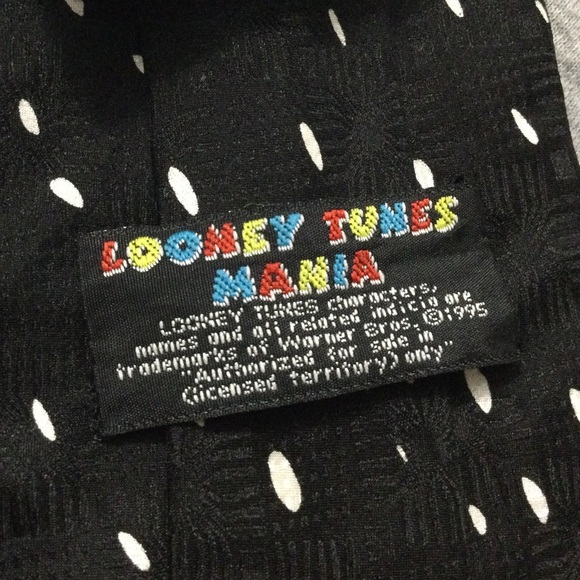 LOONEY TUNES
MANIA
LOONEY TUNES Characters,
names and all related indicia are
trademarks of Warner Bros. ©1995
"Authorized for sale in
(licensed territory) only"